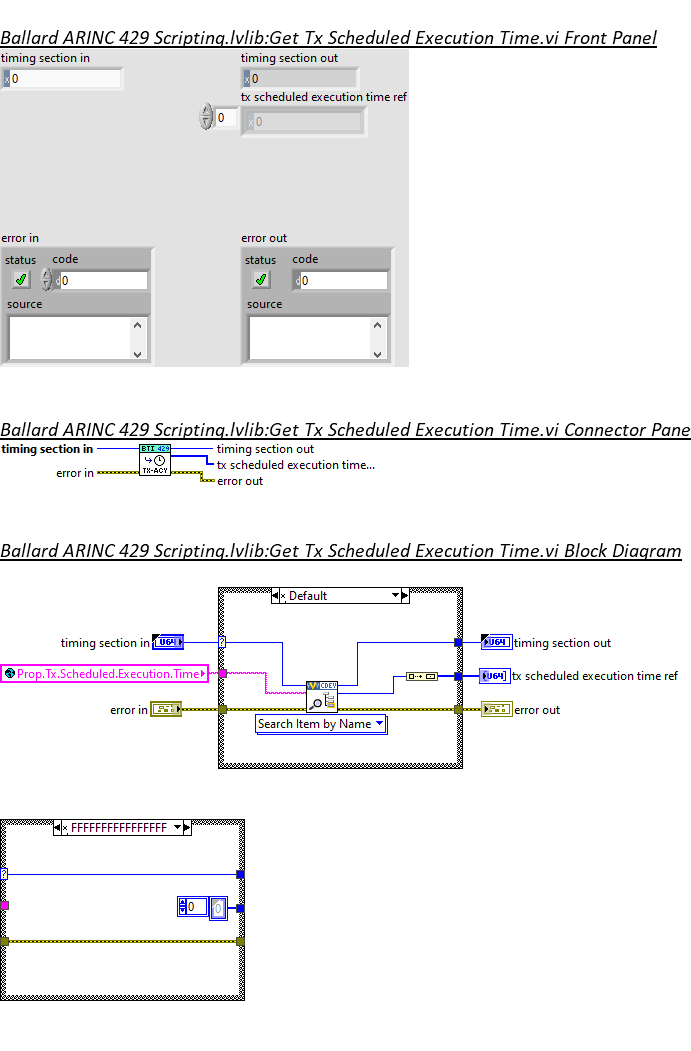 Ballard ARINC 429 Scripting.lvlib:Get Tx Scheduled Execution Time.vi Front Panel
timing section in
timing section out
x 0
x 0
tx scheduled execution time ref
0
x 0
error in
error out
status code
status code
d 0
d 0
source
source
Ballard ARINC 429 Scripting.lvlib:Get Tx Scheduled Execution Time.vi Connector Pane
timing section in
BTI 429
timing section out
tx scheduled execution time...
error in
TX-ACY
error out
Ballard ARINC 429 Scripting.lvlib:Get Tx Scheduled Execution Time.vi Block Diagram
x Default
timing section in
U64
?
U64
timing section out
Prop.Tx.Scheduled.Execution.Time
CDEV
U64
tx scheduled execution time ref
error in
error out
Search Item by Name
x FFFFFFFFFFFFFFFF
?
0
0